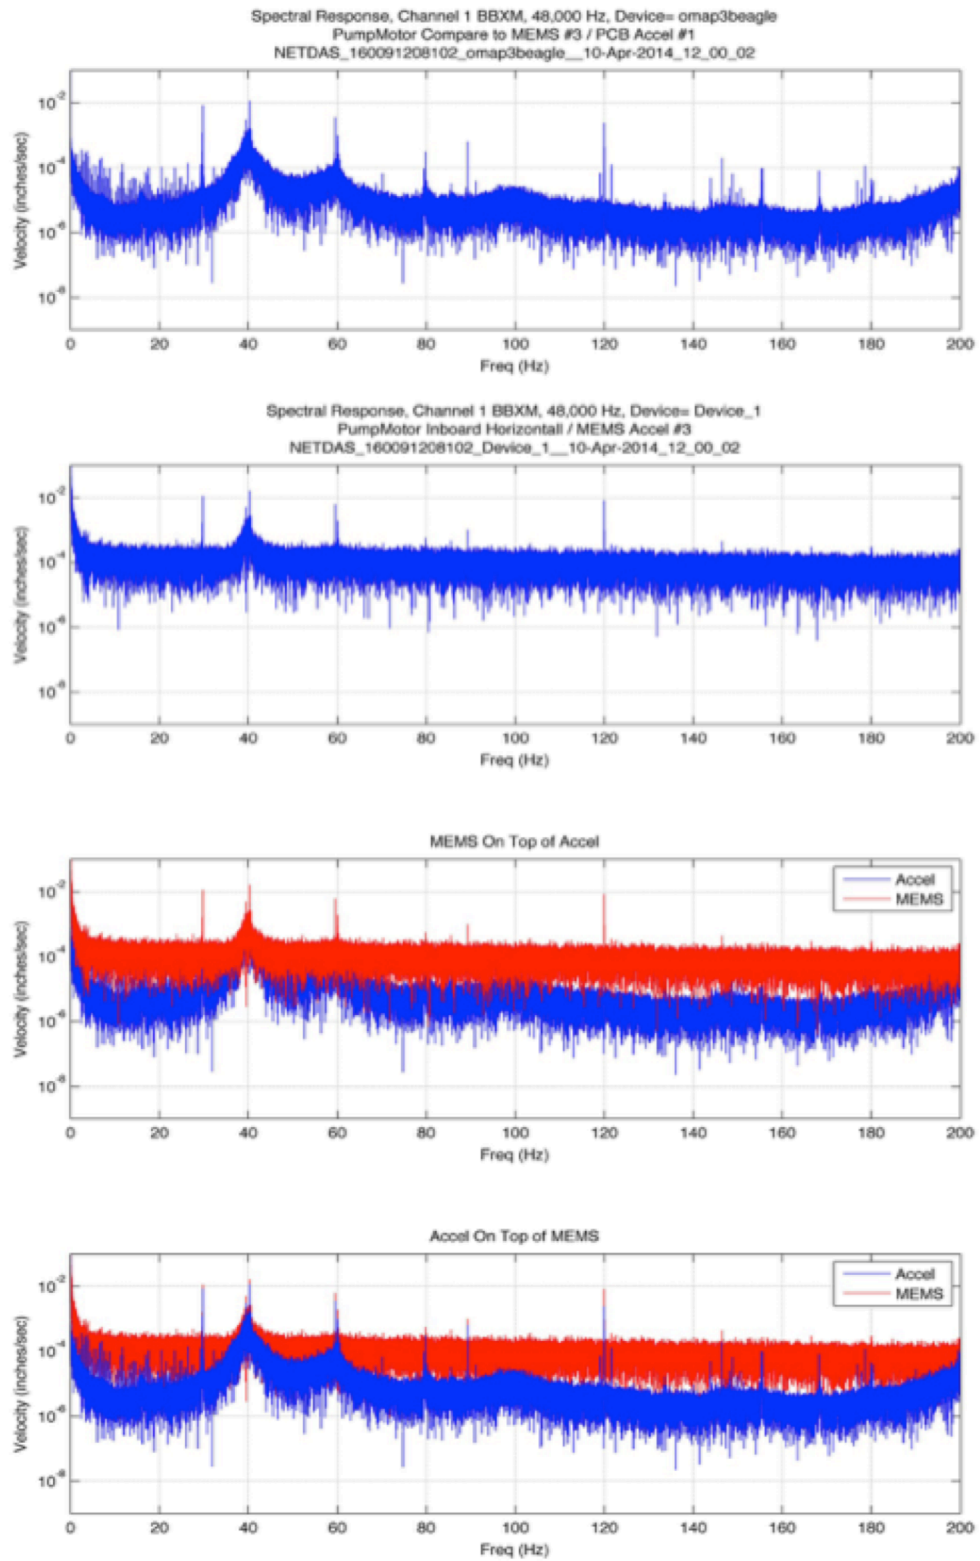 Spectral Response, Channel 1 BBXM, 48,000 Hz, Device= omap3beagle
PumpMotor Compare to MEMS #3 / PCB Accel #1
NETDAS_160091208102_omap3beagle__10-Apr-2014_12_00_02
Velocity (inches/sec)
10^-2
10^-4
10^-6
10^-8
0 20 40 60 80 100 120 140 160 180 200
Freq (Hz)
Spectral Response, Channel 1 BBXM, 48,000 Hz, Device= Device_1
PumpMotor Inboard Horizontall / MEMS Accel #3
NETDAS_160091208102_Device_1__10-Apr-2014_12_00_02
Velocity (inches/sec)
10^-2
10^-4
10^-6
10^-8
0 20 40 60 80 100 120 140 160 180 200
Freq (Hz)
MEMS On Top of Accel
Accel
MEMS
Velocity (inches/sec)
10^-2
10^-4
10^-6
10^-8
0 20 40 60 80 100 120 140 160 180 200
Freq (Hz)
Accel On Top of MEMS
Accel
MEMS
Velocity (inches/sec)
10^-2
10^-4
10^-6
10^-8
0 20 40 60 80 100 120 140 160 180 200
Freq (Hz)